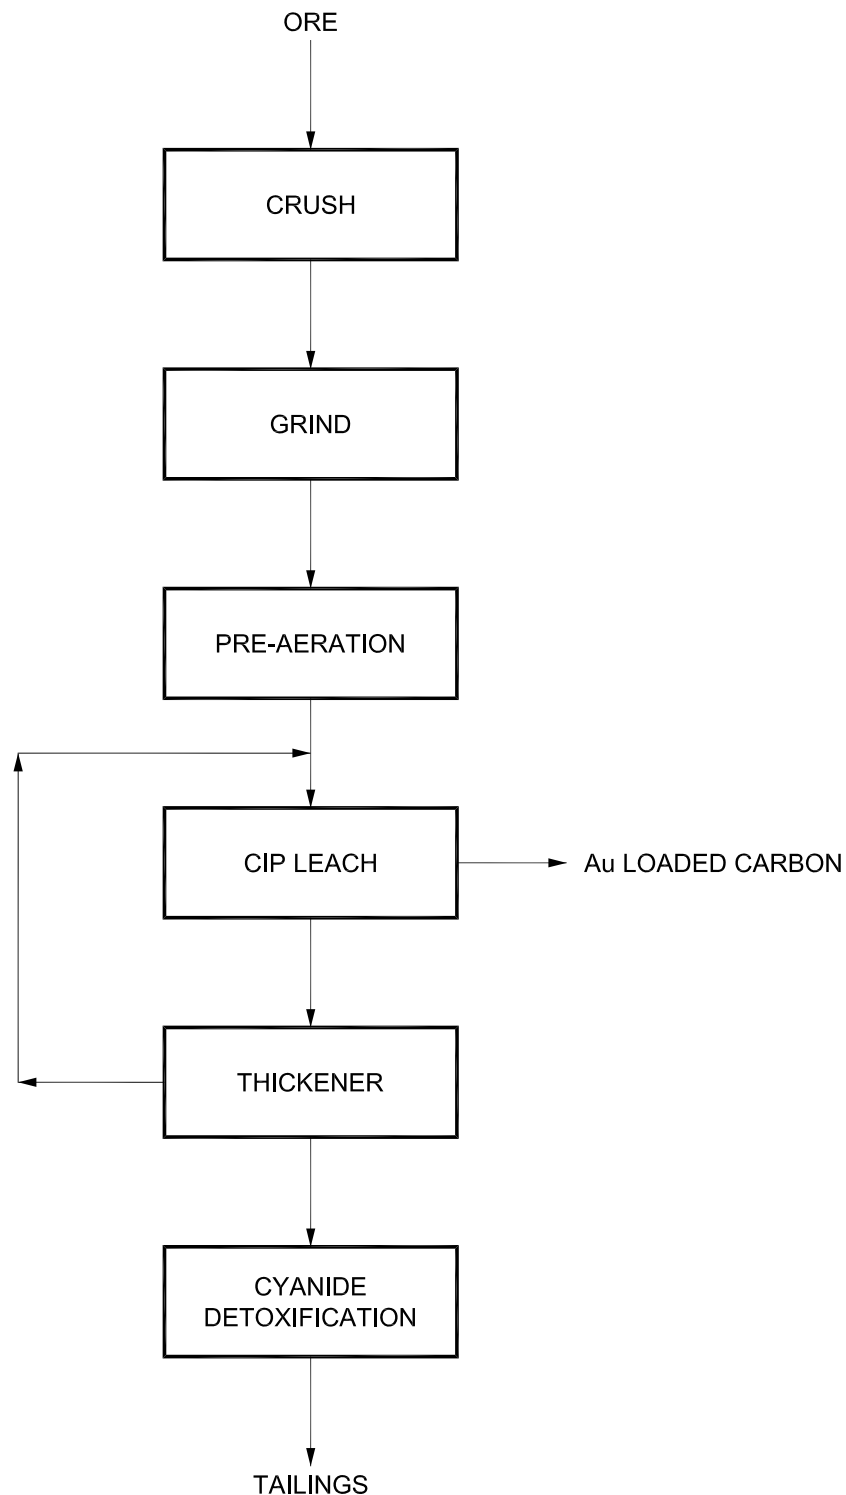 ORE
CRUSH
GRIND
PRE-AERATION
CIP LEACH
Au LOADED CARBON
THICKENER
CYANIDE
DETOXIFICATION
TAILINGS